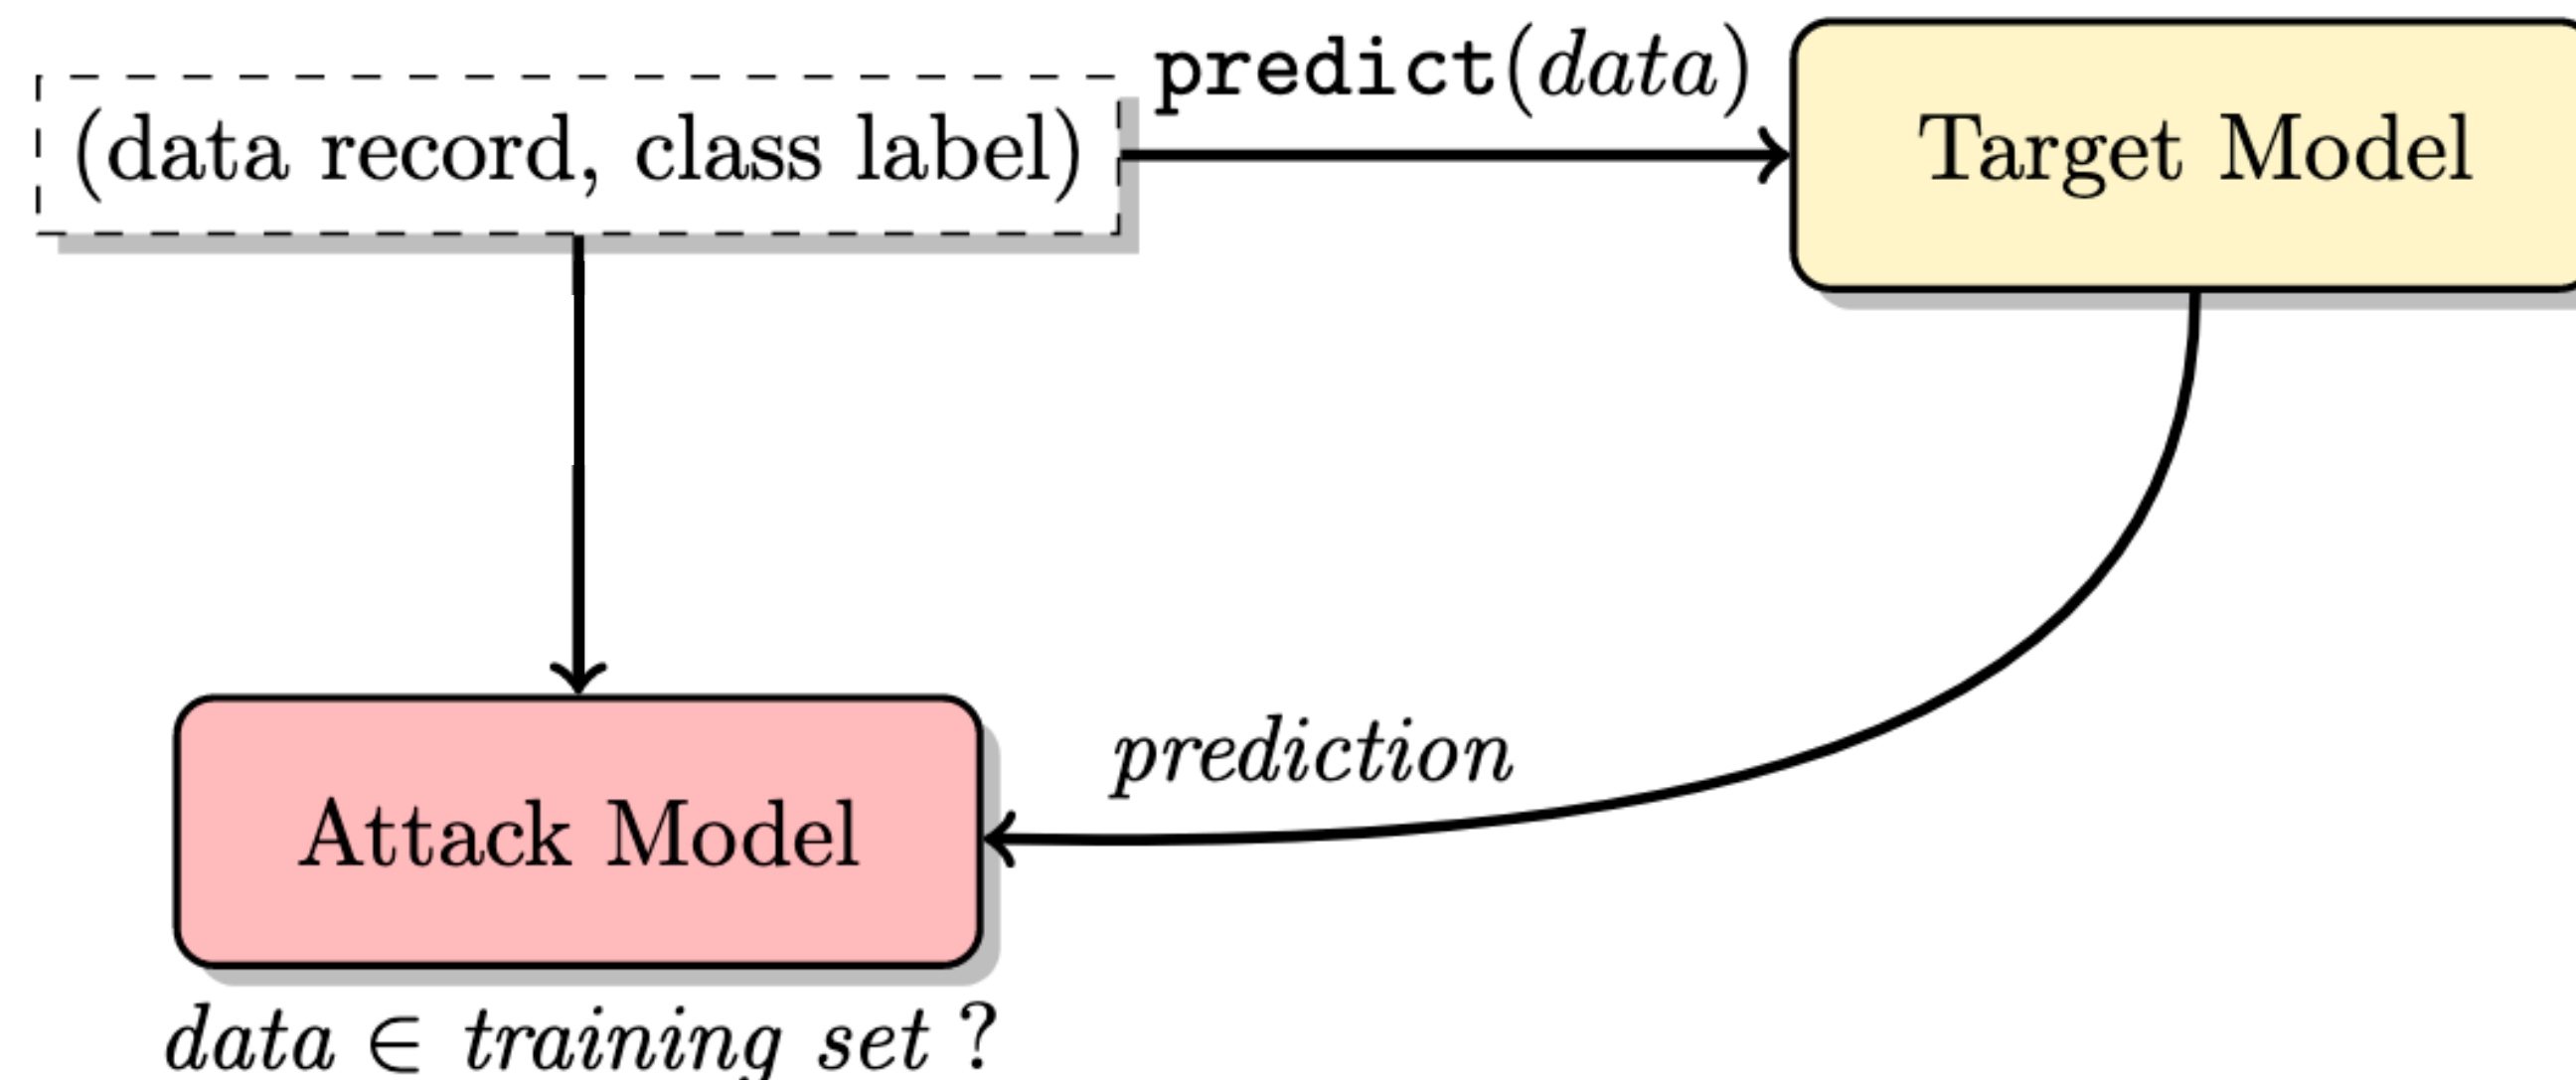 predict(data)
(data record, class label)
Target Model
prediction
Attack Model
data ∈ training set ?